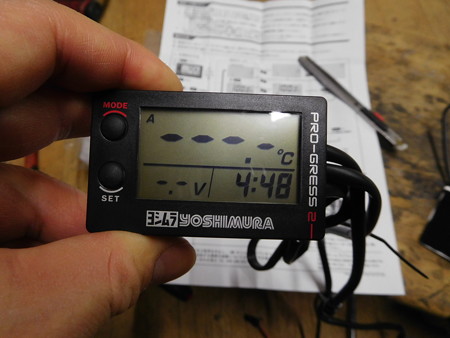 MODE
A
---.-°C
-.-V
4:48
SET
ヨシムラ YOSHIMURA
PRO-GRESS 2